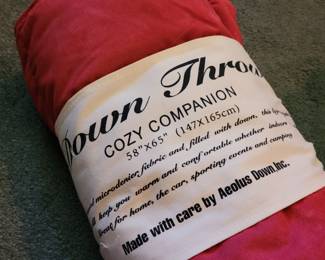 Down Throw
COZY COMPANION
58"x65" (147X165cm)
microdenier fabric and filled with down, this
keep you warm and comfortable whether indoors
Great for home, the car, sporting events and camping
Made with care by Aeolus Down,Inc.